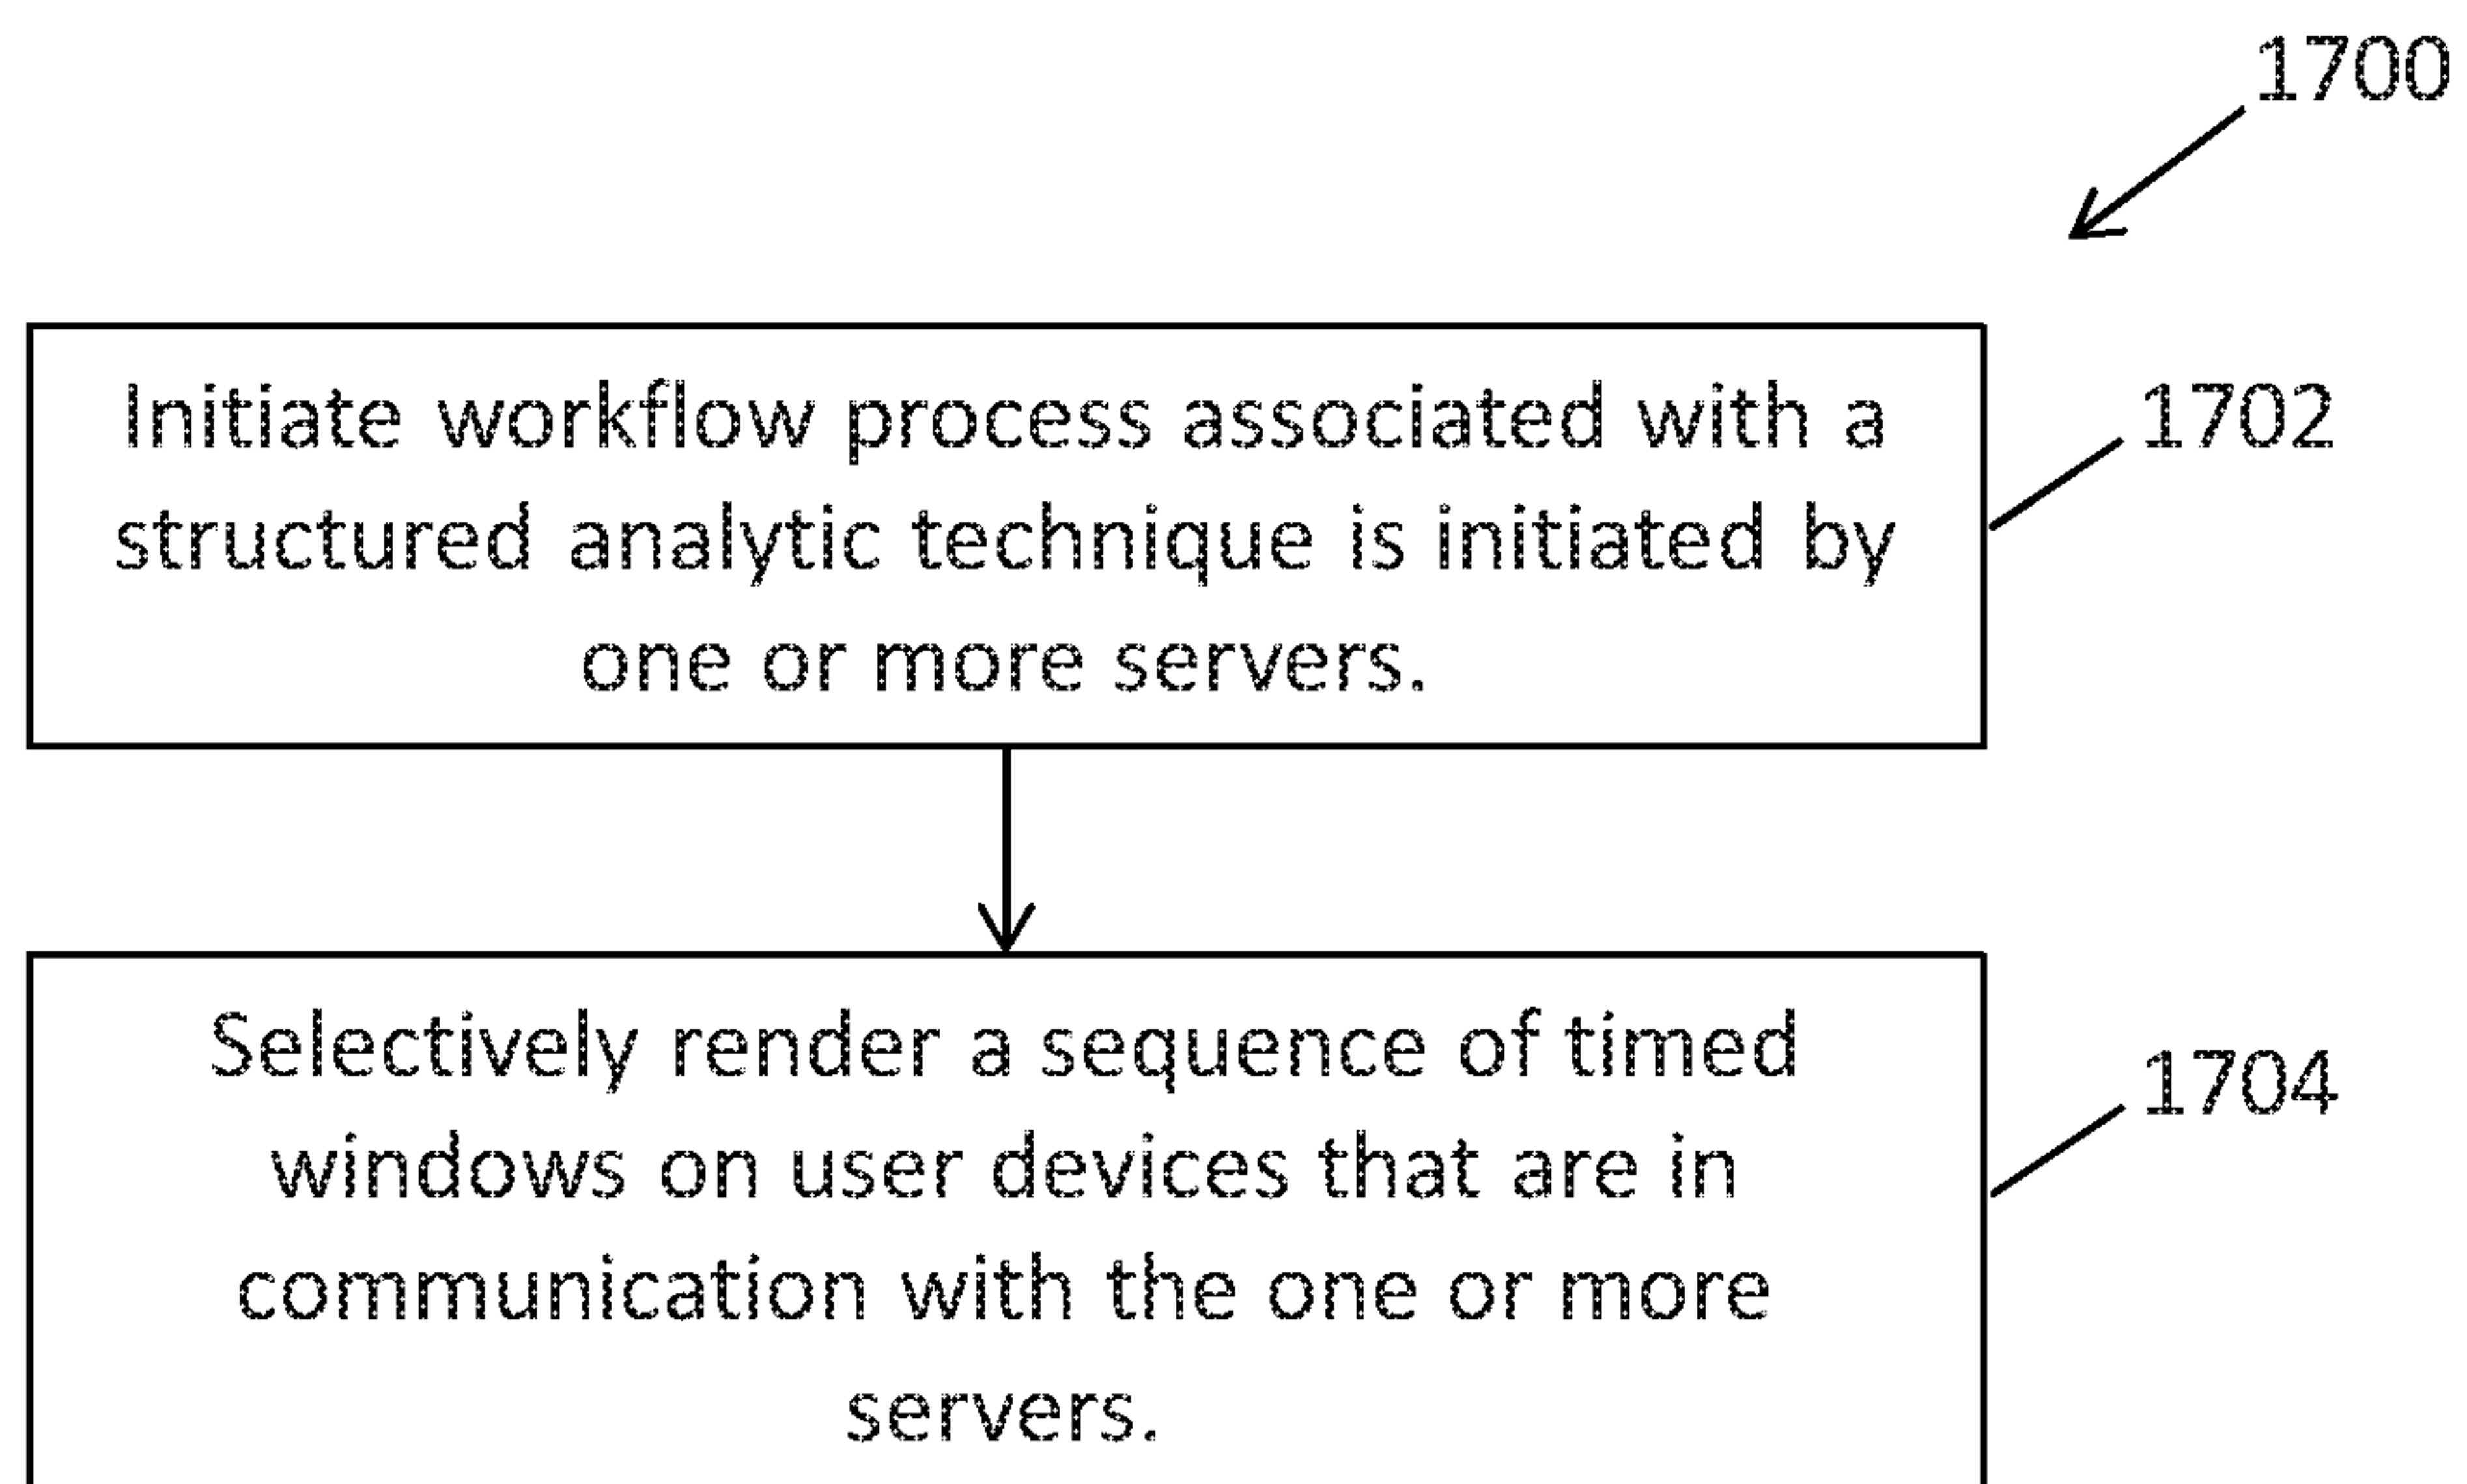 1700
Initiate workflow process associated with a
1702
structured analytic technique is initiated by
one or more servers.
Selectively render a sequence of timed
1704
windows on user devices that are in
communication with the one or more
servers.